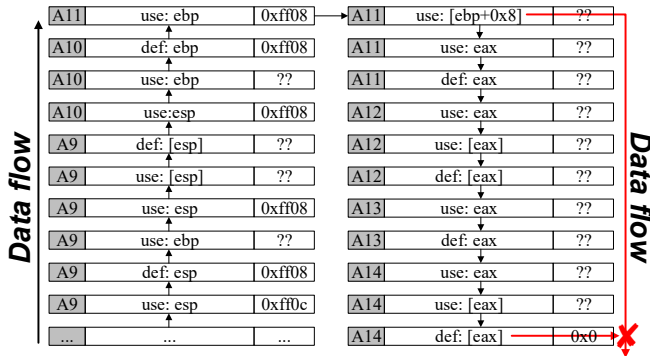 Data flow
A11 use: ebp 0xff08
A10 def: ebp 0xff08
A10 use: ebp ??
A10 use:esp 0xff08
A9 def: [esp] ??
A9 use: [esp] ??
A9 use: esp 0xff08
A9 use: ebp ??
A9 def: esp 0xff08
A9 use: esp 0xff0c
... ... ...
A11 use: [ebp+0x8] ??
A11 use: eax ??
A11 def: eax ??
A12 use: eax ??
A12 use: [eax] ??
A12 def: [eax] ??
A13 use: eax ??
A13 def: eax ??
A14 use: eax ??
A14 use: [eax] ??
A14 def: [eax] 0x0
Data flow